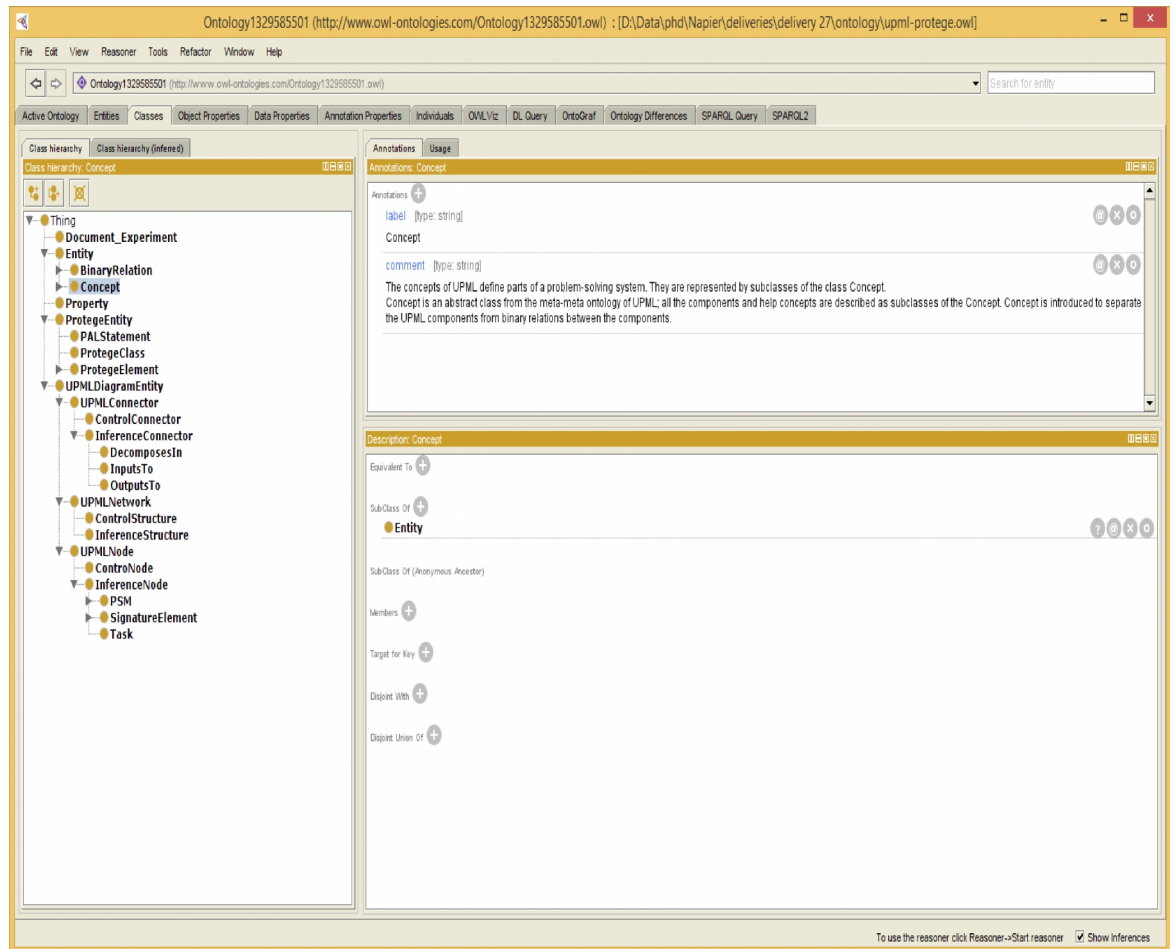 Ontology1329585501 (http://www.owl-ontologies.com/Ontology1329585501.owl) : [D:\Data\phd\Napier\deliveries\delivery 27\ontology\upml-protege.owl]
File Edit View Reasoner Tools Refactor Window Help
Ontology1329585501 (http://www.owl-ontologies.com/Ontology1329585501.owl)
Search for entity
Active Ontology Entities Classes Object Properties Data Properties Annotation Properties Individuals OWLViz DL Query OntoGraf Ontology Differences SPARQL Query SPARQL2
Class hierarchy Class hierarchy (inferred)
Class hierarchy: Concept
Thing
Document_Experiment
Entity
BinaryRelation
Concept
Property
ProtegeEntity
PALStatement
ProtegeClass
ProtegeElement
UPMLDiagramEntity
UPMLConnector
ControlConnector
InferenceConnector
DecomposesIn
InputsTo
OutputsTo
UPMLNetwork
ControlStructure
InferenceStructure
UPMLNode
ControNode
InferenceNode
PSM
SignatureElement
Task
Annotations Usage
Annotations: Concept
Annotations
label [type: string]
Concept
comment [type: string]
The concepts of UPML define parts of a problem-solving system. They are represented by subclasses of the class Concept.
Concept is an abstract class from the meta-meta ontology of UPML; all the components and help concepts are described as subclasses of the Concept. Concept is introduced to separate
the UPML components from binary relations between the components.
Description: Concept
Equivalent To
SubClass Of
Entity
SubClass Of (Anonymous Ancestor)
Members
Target for Key
Disjoint With
Disjoint Union Of
To use the reasoner click Reasoner->Start reasoner Show Inferences